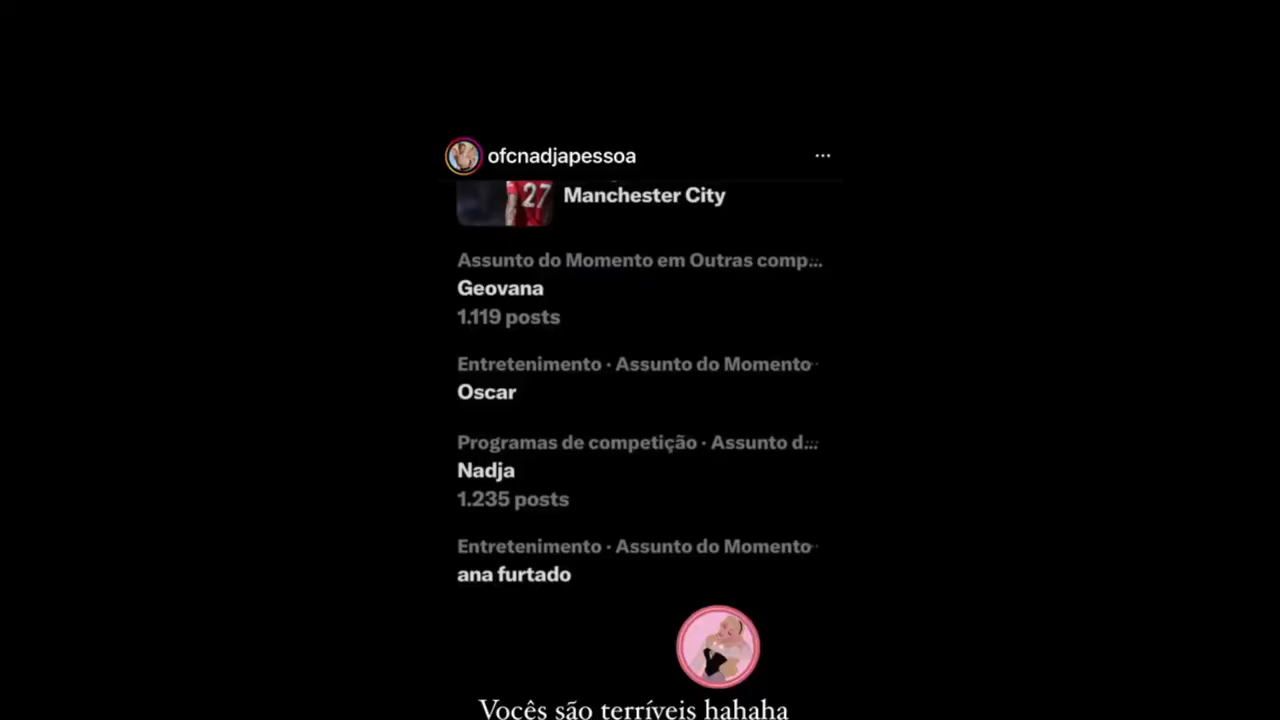 ofcnadjapessoa
27
Manchester City
Assunto do Momento em Outras comp...
Geovana
1.119 posts
Entretenimento · Assunto do Momento
Oscar
Programas de competição · Assunto d...
Nadja
1.235 posts
Entretenimento · Assunto do Momento
ana furtado
Vocês são terríveis hahaha